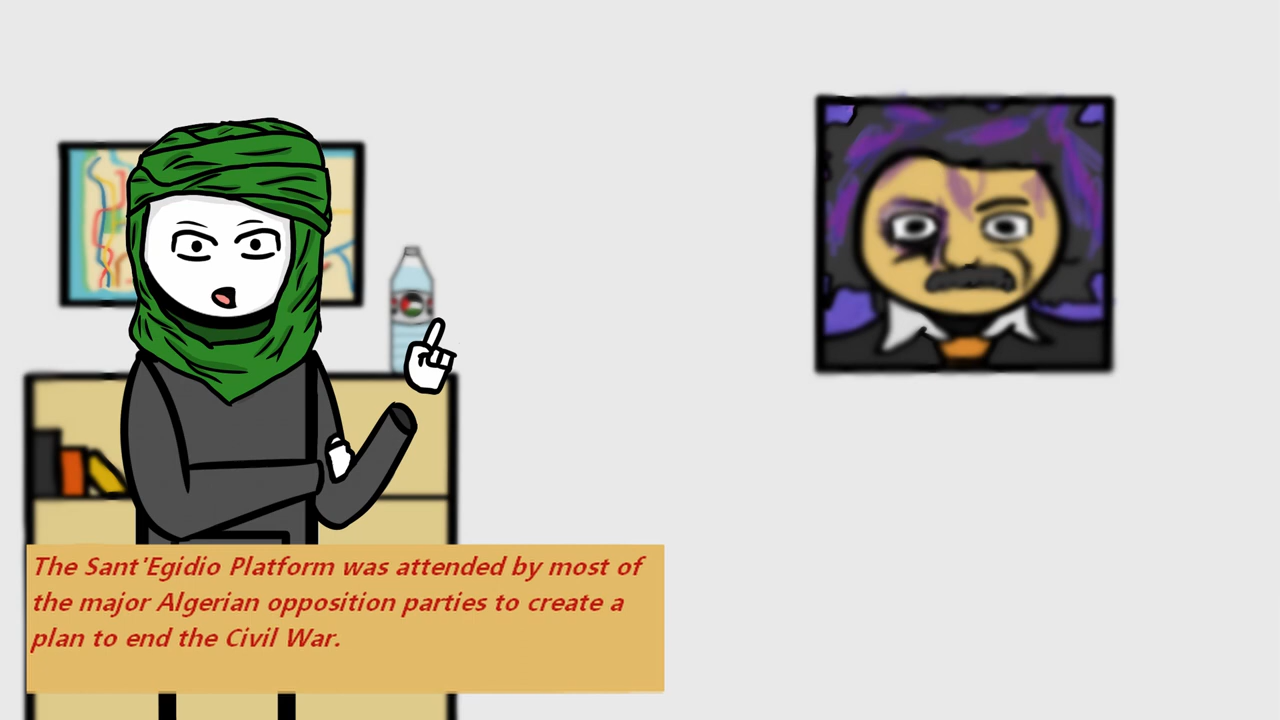 The Sant'Egidio Platform was attended by most of
the major Algerian opposition parties to create a
plan to end the Civil War.